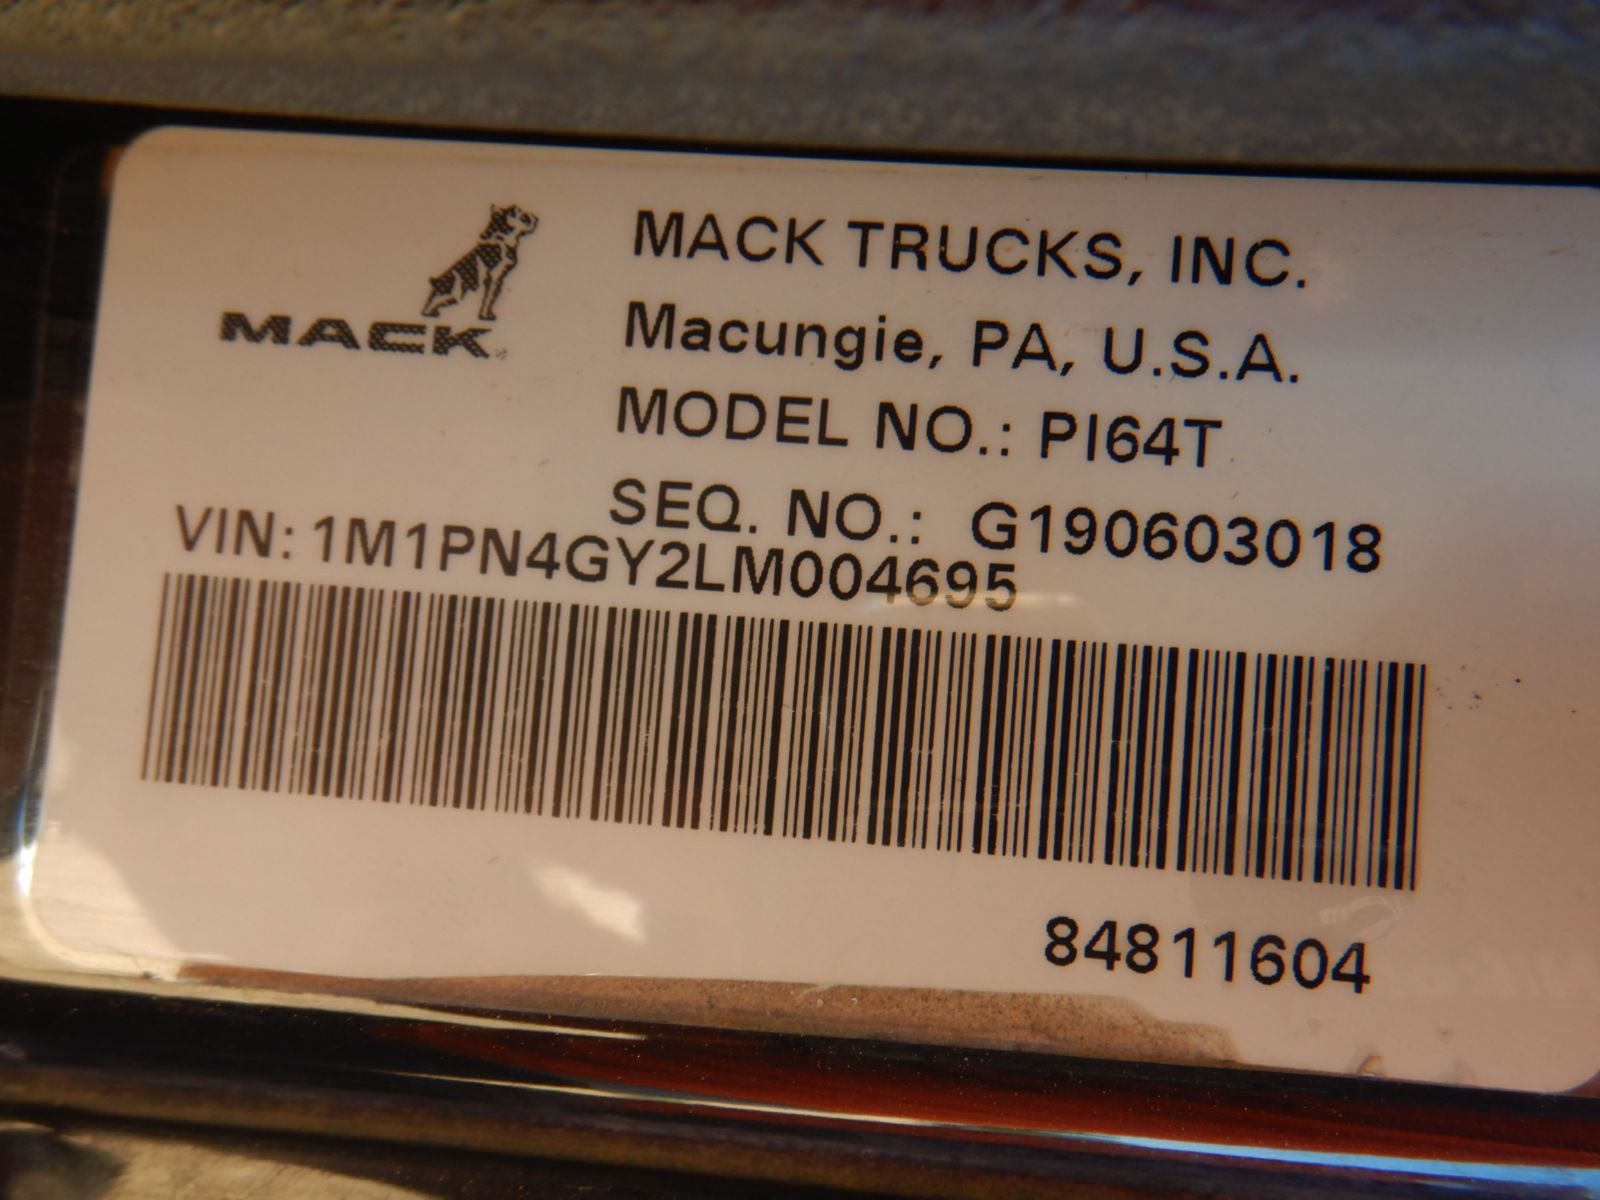 MACK
MACK TRUCKS, INC.
Macungie, PA, U.S.A.
MODEL NO.: PI64T
SEQ. NO.: G190603018
VIN: 1M1PN4GY2LM004695
84811604